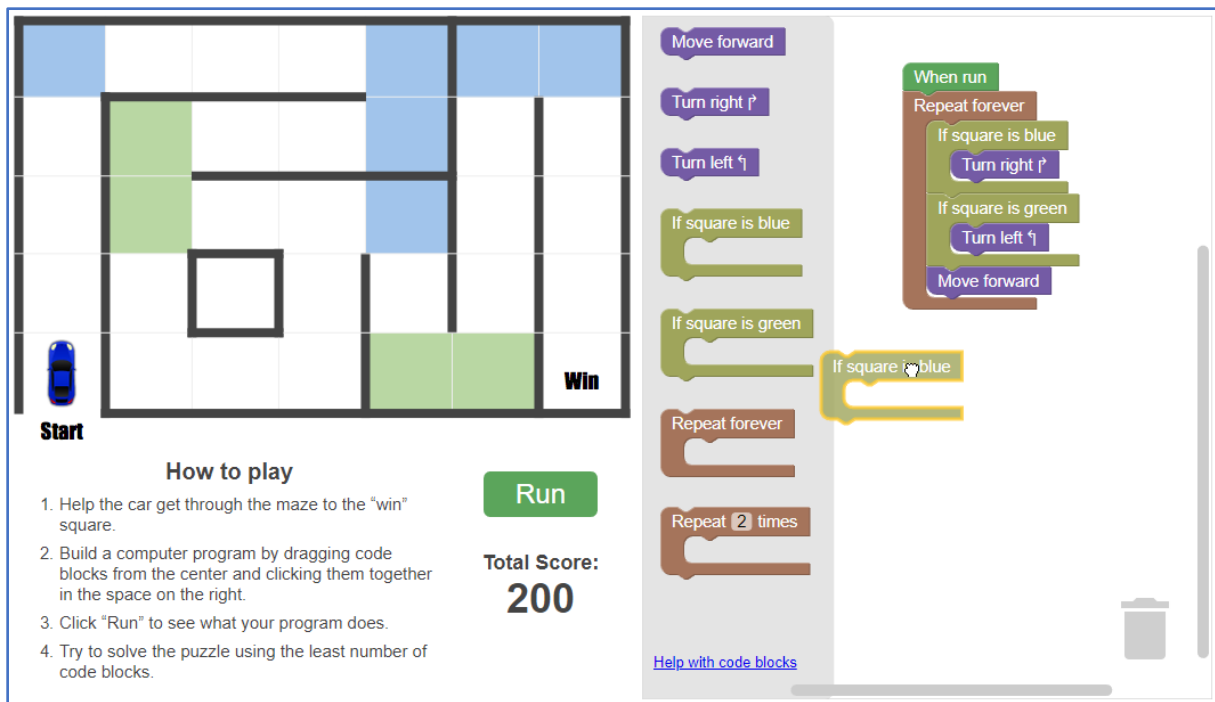 Win
Start
How to play
1. Help the car get through the maze to the “win”
square.
2. Build a computer program by dragging code
blocks from the center and clicking them together
in the space on the right.
3. Click “Run” to see what your program does.
4. Try to solve the puzzle using the least number of
code blocks.
Run
Total Score:
200
Move forward
Turn right ↱
Turn left ↰
If square is blue
If square is green
Repeat forever
Repeat 2 times
Help with code blocks
When run
Repeat forever
If square is blue
Turn right ↱
If square is green
Turn left ↰
Move forward
If square is blue